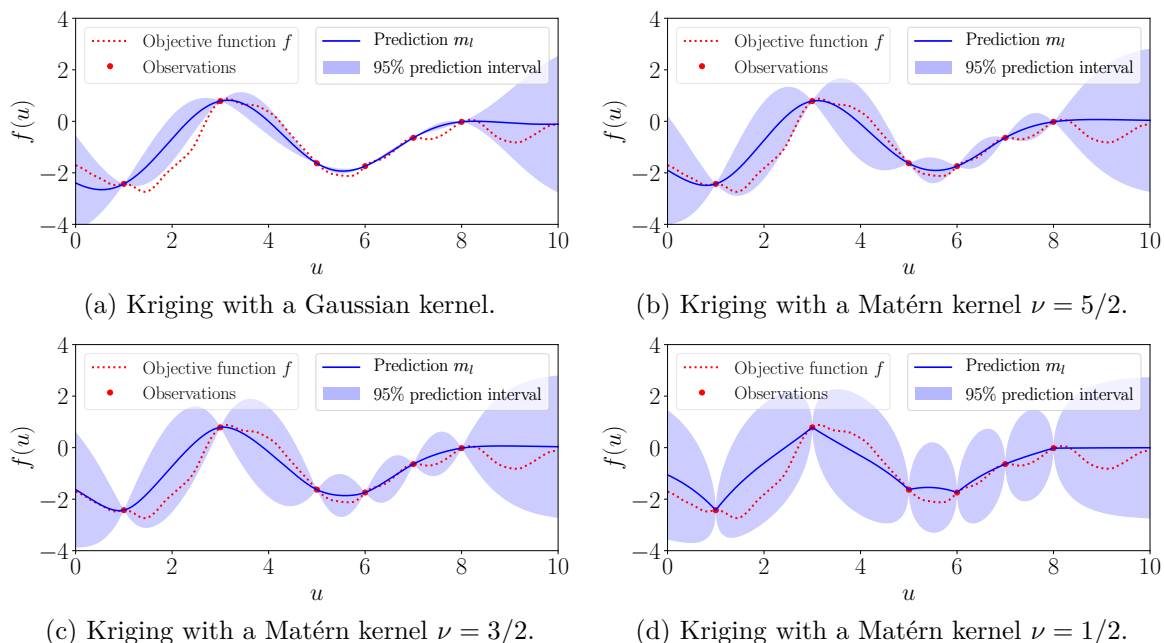 4
2
0
−2
−4
f(u)
Objective function f
Observations
Prediction m_l
95% prediction interval
0 2 4 6 8 10
u
(a) Kriging with a Gaussian kernel.
4
2
0
−2
−4
f(u)
Objective function f
Observations
Prediction m_l
95% prediction interval
0 2 4 6 8 10
u
(b) Kriging with a Matérn kernel ν = 5/2.
4
2
0
−2
−4
f(u)
Objective function f
Observations
Prediction m_l
95% prediction interval
0 2 4 6 8 10
u
(c) Kriging with a Matérn kernel ν = 3/2.
4
2
0
−2
−4
f(u)
Objective function f
Observations
Prediction m_l
95% prediction interval
0 2 4 6 8 10
u
(d) Kriging with a Matérn kernel ν = 1/2.